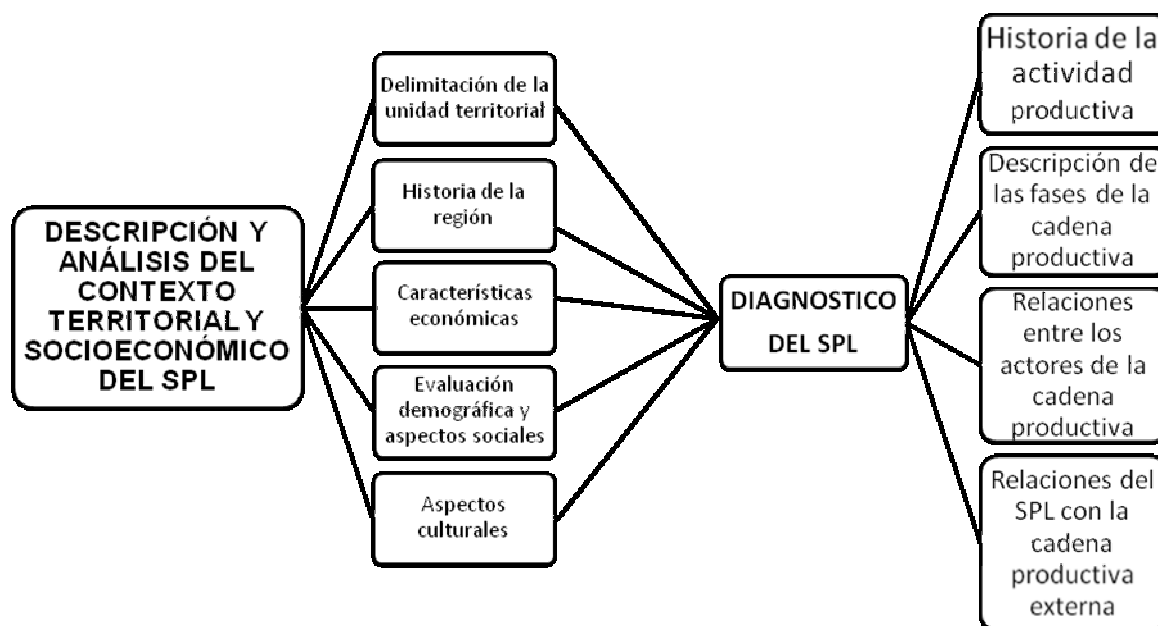 DESCRIPCIÓN Y
ANÁLISIS DEL
CONTEXTO
TERRITORIAL Y
SOCIOECONÓMICO
DEL SPL
Delimitación de la
unidad territorial
Historia de la
región
Características
económicas
Evaluación
demográfica y
aspectos sociales
Aspectos
culturales
DIAGNOSTICO
DEL SPL
Historia de la
actividad
productiva
Descripción de
las fases de la
cadena
productiva
Relaciones
entre los
actores de la
cadena
productiva
Relaciones del
SPL con la
cadena
productiva
externa